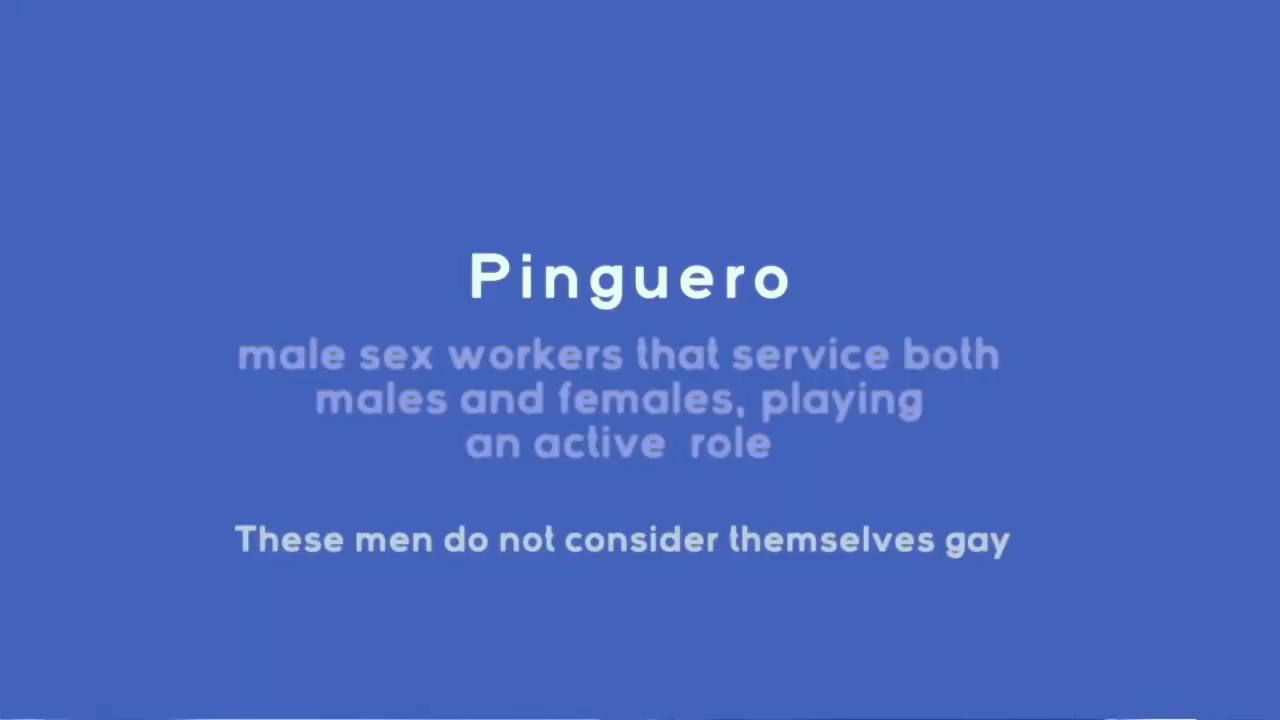 Pinguero
male sex workers that service both
males and females, playing
an active role
These men do not consider themselves gay